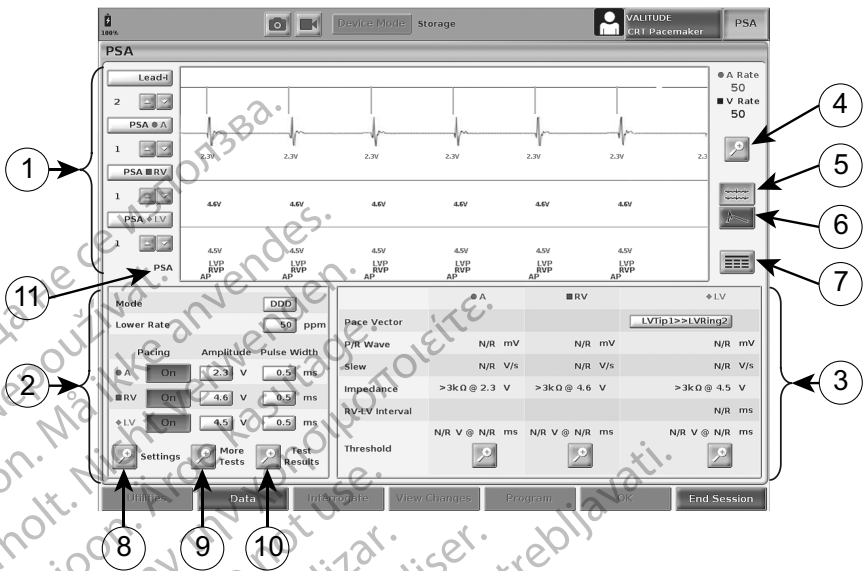 100%
Device Mode Storage
VALITUDE
CRT Pacemaker
PSA
PSA
Lead-I
2
PSA A
1
PSA RV
1
PSA LV
1
PSA
2.3V 2.3V 2.3V 2.3V 2.3V 2.3V 2.3
4.6V 4.6V 4.6V 4.6V 4.6V 4.6V
4.5V 4.5V 4.5V 4.5V 4.5V 4.5V
LVP LVP LVP LVP LVP LVP
RVP RVP RVP RVP RVP RVP
AP AP AP AP AP AP
A Rate
50
V Rate
50
Mode DDD
Lower Rate 50 ppm
Pacing Amplitude Pulse Width
A On 2.3 V 0.5 ms
RV On 4.6 V 0.5 ms
LV On 4.5 V 0.5 ms
Settings
More Tests
Test Results
A RV LV
Pace Vector LVTip1>>LVRing2
P/R Wave N/R mV N/R mV N/R mV
Slew N/R V/s N/R V/s N/R V/s
Impedance >3kΩ @ 2.3 V >3kΩ @ 4.6 V >3kΩ @ 4.5 V
RV-LV Interval N/R ms
N/R V @ N/R ms N/R V @ N/R ms N/R V @ N/R ms
Threshold
Utilities Data Interrogate View Changes Program OK End Session
1
2
3
4
5
6
7
8
9
10
11